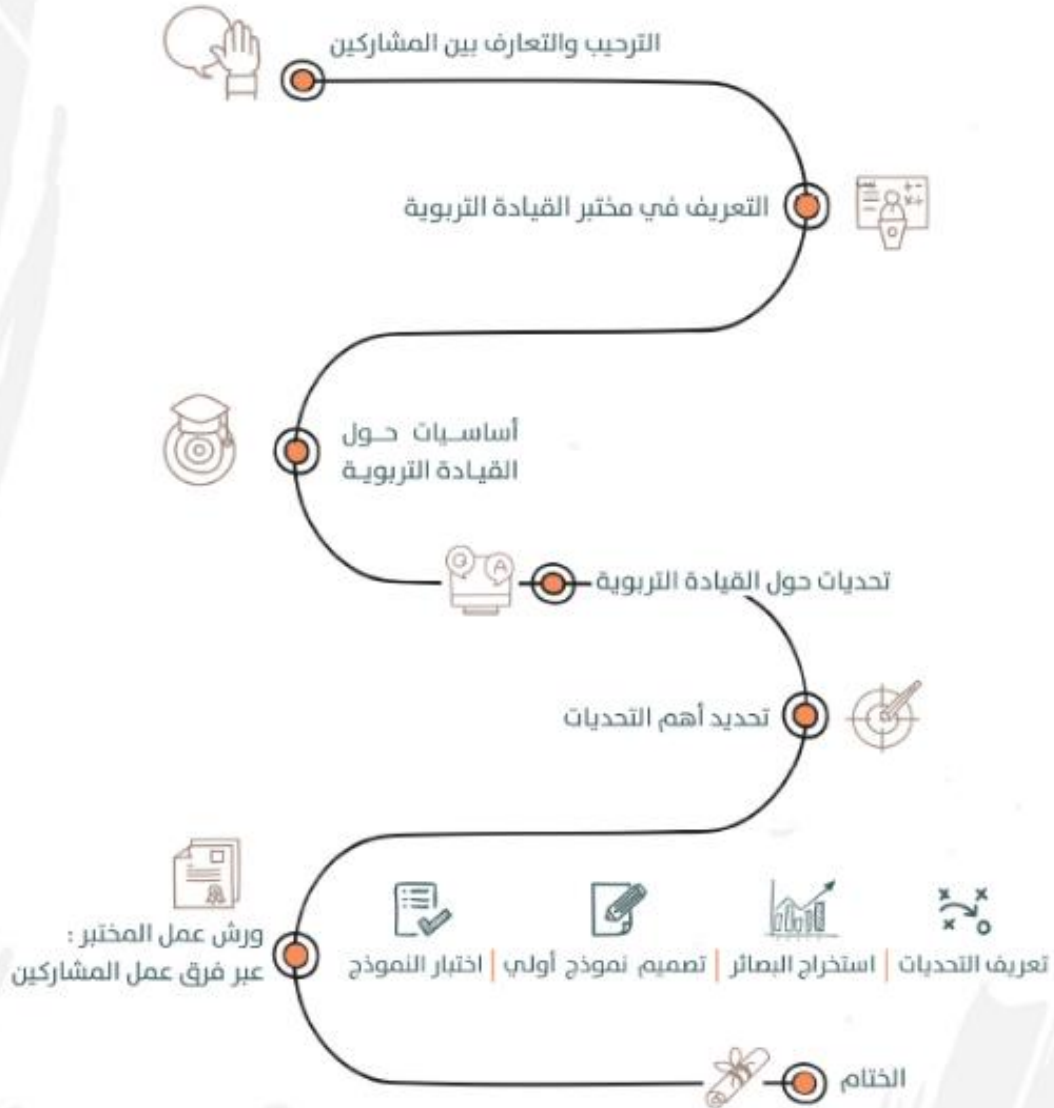 الترحيب والتعارف بين المشاركين
التعريف في مختبر القيادة التربوية
أساسيات حول
القيادة التربوية
Q A
تحديات حول القيادة التربوية
تحديد أهم التحديات
ورش عمل المختبر :
عبر فرق عمل المشاركين
تعريف التحديات | استخراج البصائر | تصميم نموذج أولي | اختبار النموذج
الختام